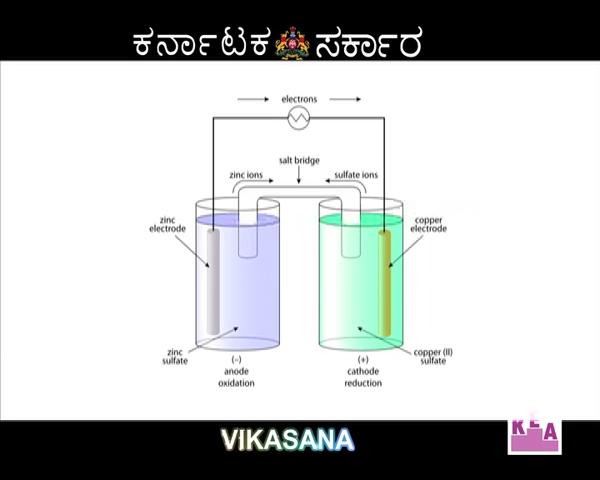 ಕರ್ನಾಟಕ ಸರ್ಕಾರ
electrons
salt bridge
zinc ions
sulfate ions
zinc
electrode
copper
electrode
zinc
sulfate
(–)
anode
oxidation
(+)
cathode
reduction
copper (II)
sulfate
VIKASANA
KEA